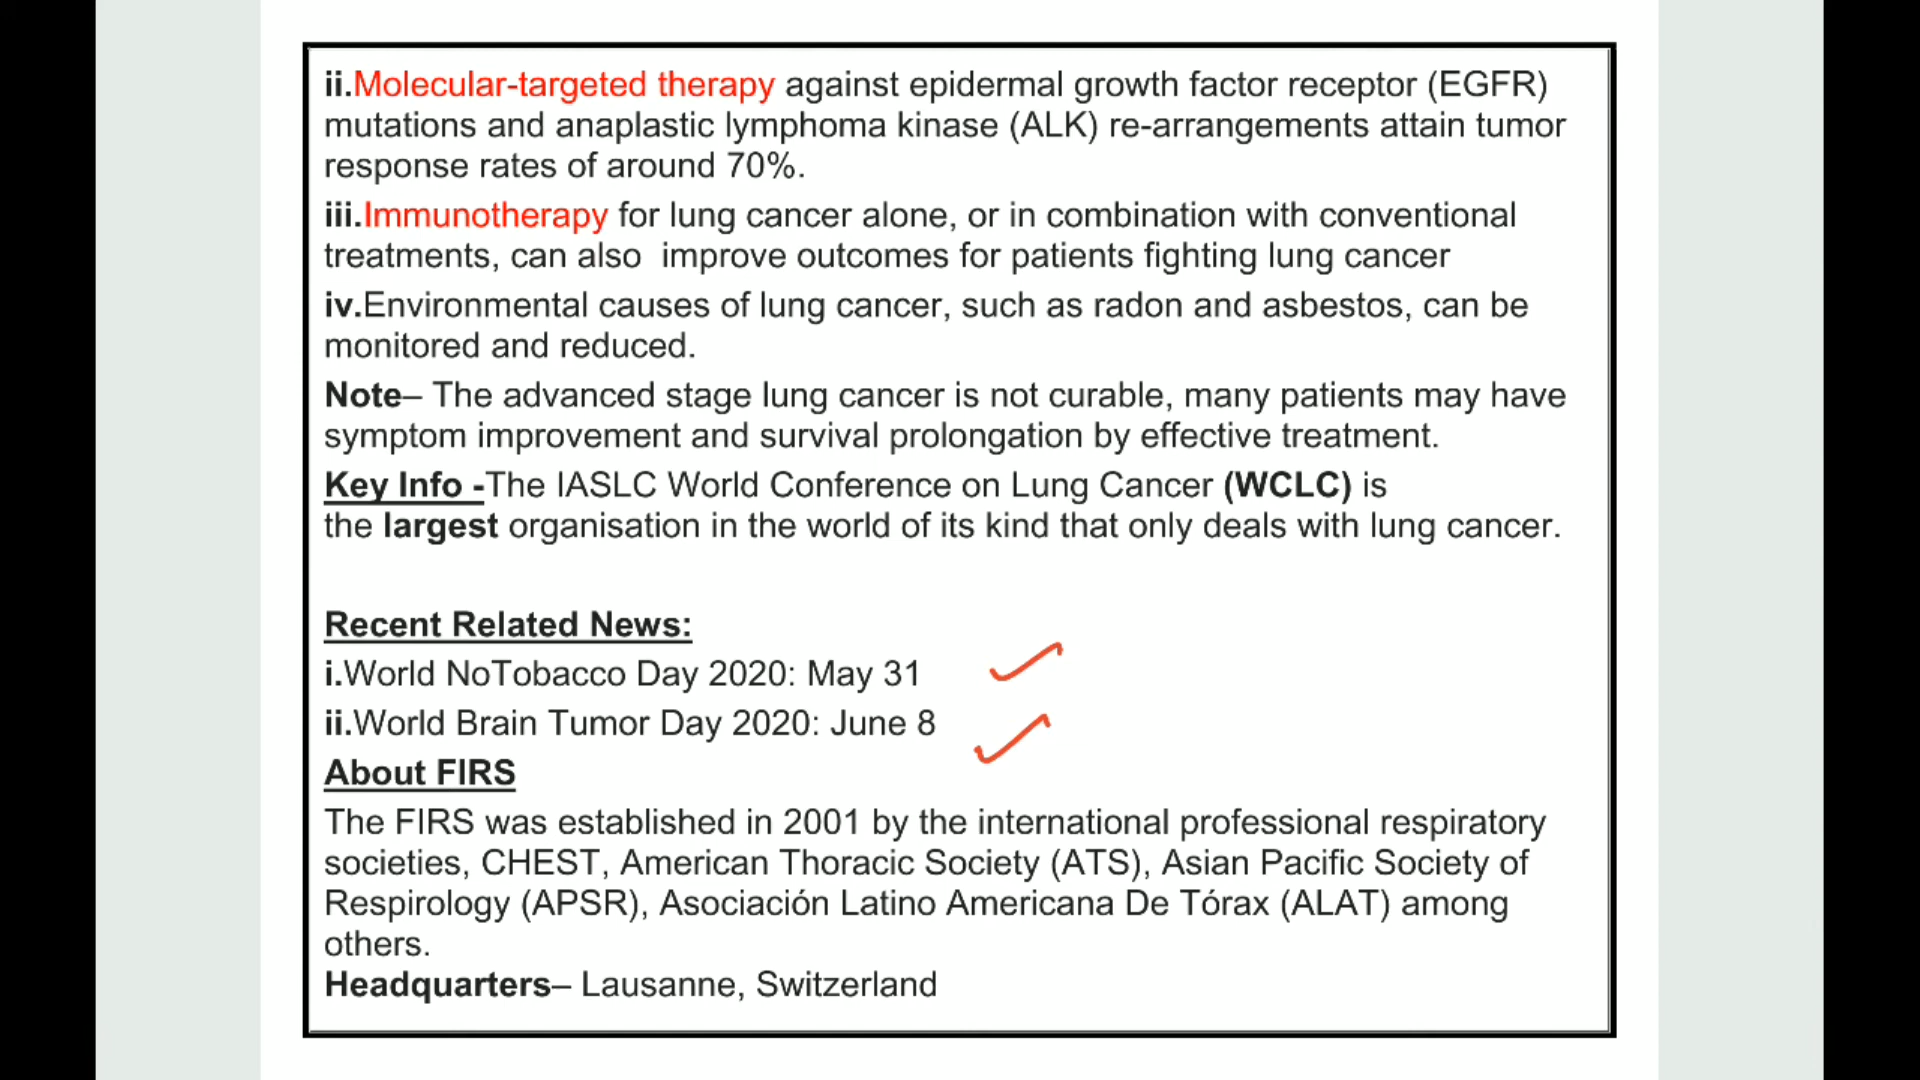 ii.Molecular-targeted therapy against epidermal growth factor receptor (EGFR)
mutations and anaplastic lymphoma kinase (ALK) re-arrangements attain tumor
response rates of around 70%.
iii.Immunotherapy for lung cancer alone, or in combination with conventional
treatments, can also  improve outcomes for patients fighting lung cancer
iv.Environmental causes of lung cancer, such as radon and asbestos, can be
monitored and reduced.
Note– The advanced stage lung cancer is not curable, many patients may have
symptom improvement and survival prolongation by effective treatment.
Key Info -The IASLC World Conference on Lung Cancer (WCLC) is
the largest organisation in the world of its kind that only deals with lung cancer.
Recent Related News:
i.World NoTobacco Day 2020: May 31
ii.World Brain Tumor Day 2020: June 8
About FIRS
The FIRS was established in 2001 by the international professional respiratory
societies, CHEST, American Thoracic Society (ATS), Asian Pacific Society of
Respirology (APSR), Asociación Latino Americana De Tórax (ALAT) among
others.
Headquarters– Lausanne, Switzerland